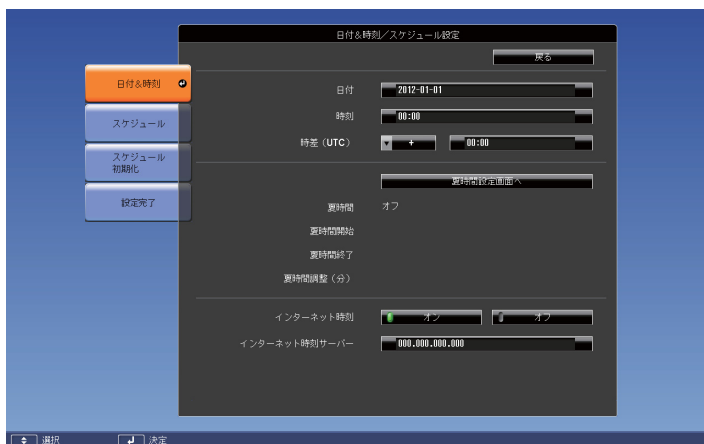 日付&時刻／スケジュール設定
戻る
日付&時刻
スケジュール
スケジュール
初期化
設定完了
日付 2012-01-01
時刻 00:00
時差（UTC） + 00:00
夏時間設定画面へ
夏時間 オフ
夏時間開始
夏時間終了
夏時間調整（分）
インターネット時刻 オン オフ
インターネット時刻サーバー 000.000.000.000
選択 決定